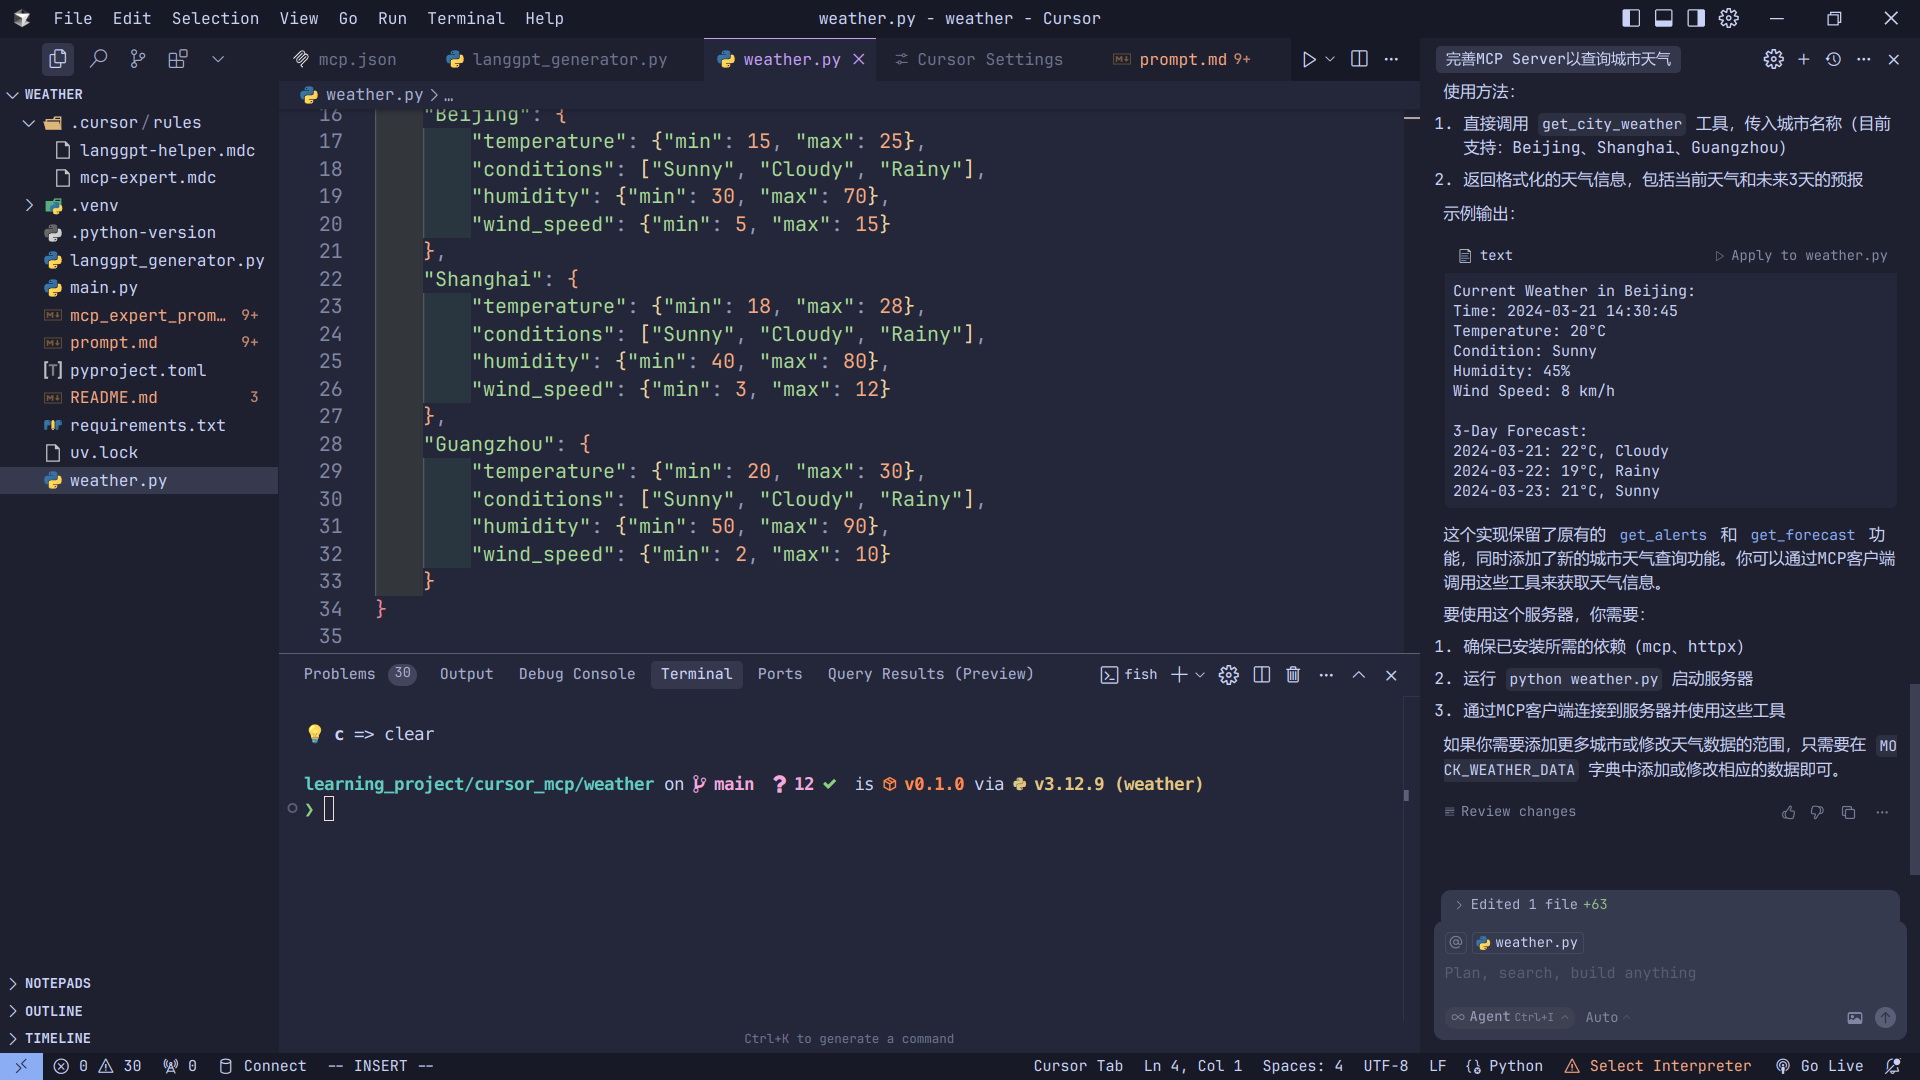 File Edit Selection View Go Run Terminal Help
weather.py - weather - Cursor
mcp.json
langgpt_generator.py
weather.py
Cursor Settings
prompt.md 9+
WEATHER
.cursor / rules
langgpt-helper.mdc
mcp-expert.mdc
.venv
.python-version
langgpt_generator.py
main.py
mcp_expert_prom… 9+
prompt.md 9+
pyproject.toml
README.md 3
requirements.txt
uv.lock
weather.py
NOTEPADS
OUTLINE
TIMELINE
weather.py > …
16 "Beijing": {
17 "temperature": {"min": 15, "max": 25},
18 "conditions": ["Sunny", "Cloudy", "Rainy"],
19 "humidity": {"min": 30, "max": 70},
20 "wind_speed": {"min": 5, "max": 15}
21 },
22 "Shanghai": {
23 "temperature": {"min": 18, "max": 28},
24 "conditions": ["Sunny", "Cloudy", "Rainy"],
25 "humidity": {"min": 40, "max": 80},
26 "wind_speed": {"min": 3, "max": 12}
27 },
28 "Guangzhou": {
29 "temperature": {"min": 20, "max": 30},
30 "conditions": ["Sunny", "Cloudy", "Rainy"],
31 "humidity": {"min": 50, "max": 90},
32 "wind_speed": {"min": 2, "max": 10}
33 }
34 }
35
Problems 30 Output Debug Console Terminal Ports Query Results (Preview)
fish
c => clear
learning_project/cursor_mcp/weather on main ?12 ✔ is v0.1.0 via v3.12.9 (weather)
❯
Ctrl+K to generate a command
完善MCP Server以查询城市天气
使用方法：
1. 直接调用 get_city_weather 工具，传入城市名称（目前
支持：Beijing、Shanghai、Guangzhou）
2. 返回格式化的天气信息，包括当前天气和未来3天的预报
示例输出：
text
Apply to weather.py
Current Weather in Beijing:
Time: 2024-03-21 14:30:45
Temperature: 20°C
Condition: Sunny
Humidity: 45%
Wind Speed: 8 km/h
3-Day Forecast:
2024-03-21: 22°C, Cloudy
2024-03-22: 19°C, Rainy
2024-03-23: 21°C, Sunny
这个实现保留了原有的 get_alerts 和 get_forecast 功
能，同时添加了新的城市天气查询功能。你可以通过MCP客户端
调用这些工具来获取天气信息。
要使用这个服务器，你需要：
1. 确保已安装所需的依赖（mcp、httpx）
2. 运行 python weather.py 启动服务器
3. 通过MCP客户端连接到服务器并使用这些工具
如果你需要添加更多城市或修改天气数据的范围，只需要在 MO
CK_WEATHER_DATA 字典中添加或修改相应的数据即可。
Review changes
Edited 1 file +63
@ weather.py
Plan, search, build anything
Agent Ctrl+I Auto
0 30 0 Connect -- INSERT --
Cursor Tab Ln 4, Col 1 Spaces: 4 UTF-8 LF Python Select Interpreter Go Live